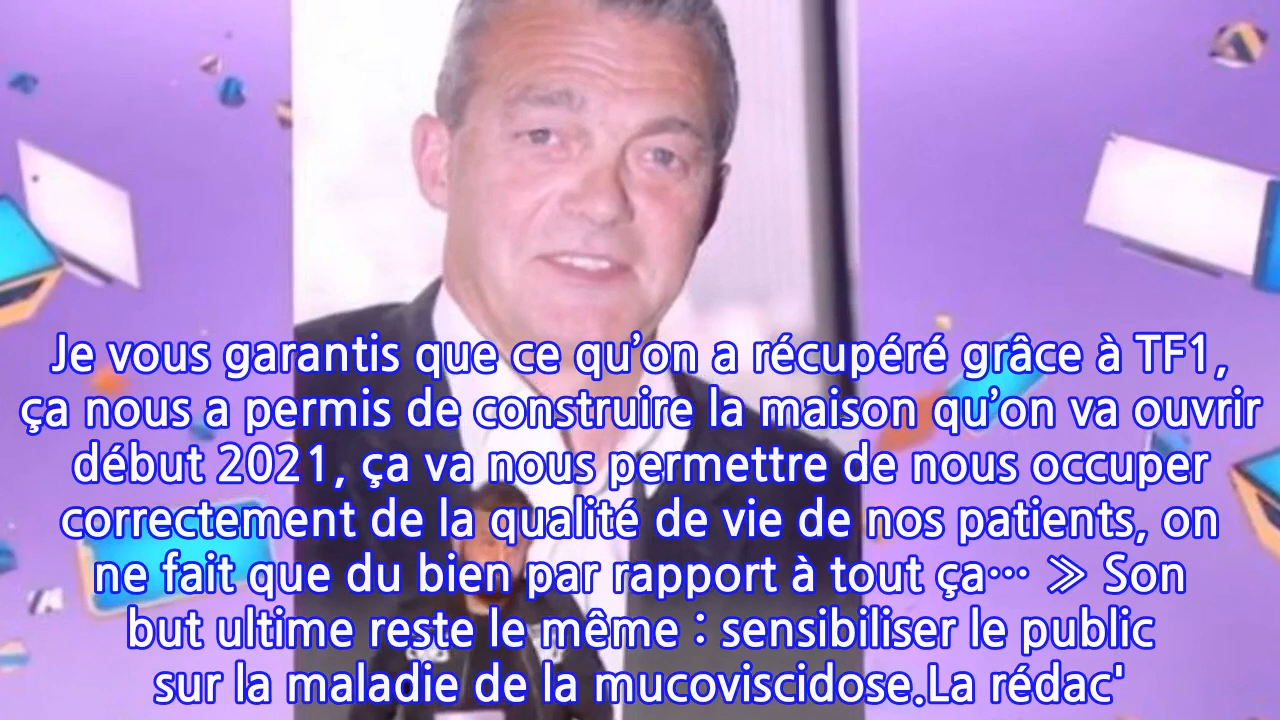 Je vous garantis que ce qu’on a récupéré grâce à TF1,
ça nous a permis de construire la maison qu’on va ouvrir
début 2021, ça va nous permettre de nous occuper
correctement de la qualité de vie de nos patients, on
ne fait que du bien par rapport à tout ça… ≫ Son
but ultime reste le même : sensibiliser le public
sur la maladie de la mucoviscidose.La rédac'